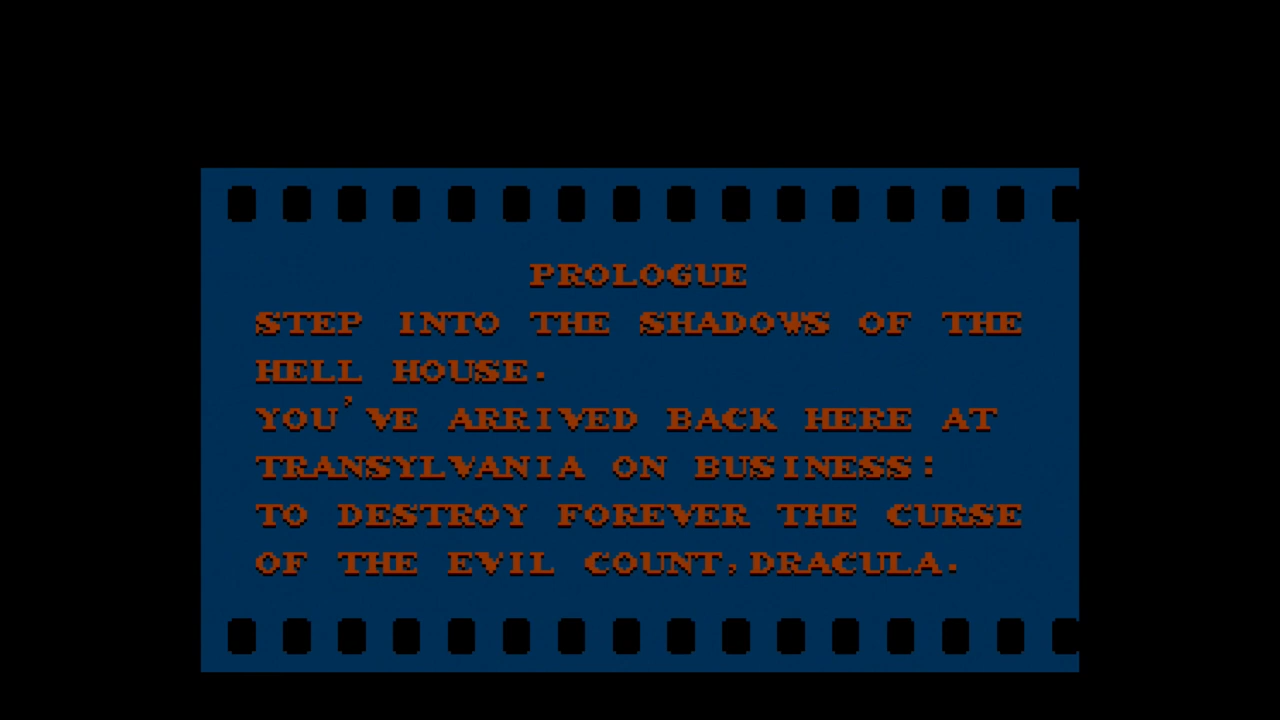 PROLOGUE
STEP INTO THE SHADOWS OF THE
HELL HOUSE.
YOU'VE ARRIVED BACK HERE AT
TRANSYLVANIA ON BUSINESS:
TO DESTROY FOREVER THE CURSE
OF THE EVIL COUNT,DRACULA.